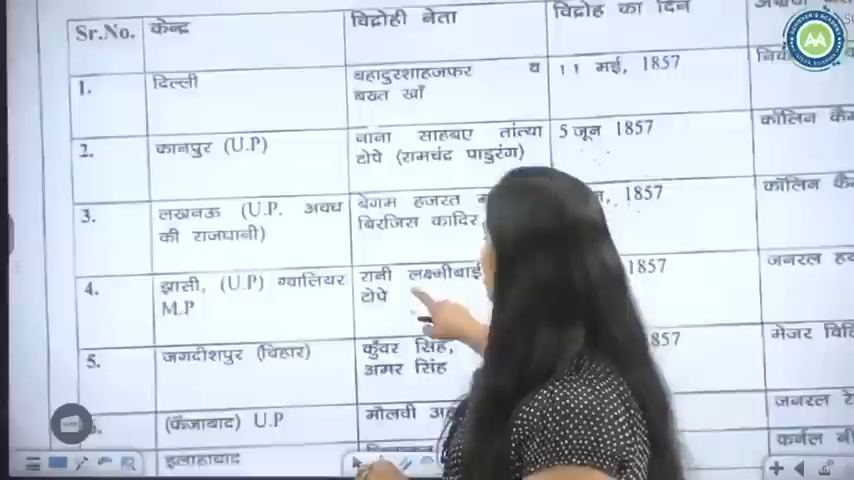 Sr.No. केन्द्र विद्रोही नेता विद्रोह का दिन
1. दिल्ली बहादुरशाहजफर व 11 मई, 1857
बख्त खाँ
2. कानपुर (U.P) नाना साहबए तांत्या 5 जून 1857 कॉलिन
टोपे (रामचंद्र पाडुरंग)
3. लखनऊ (U.P. अवध बेगम हजरत 1857 कॉलिन
की राजधानी) बिरजिस कादिर
4. झासी, (U.P) ग्वालियर रानी लक्ष्मीबाई 1857 जनरल
M.P टोपे
5. जगदीशपुर (बिहार) कुँवर सिंह, 857 मेजर
अमर सिंह
(फैजाबाद) U.P मौलवी जनरल
इलाहाबाद कर्नल
AA